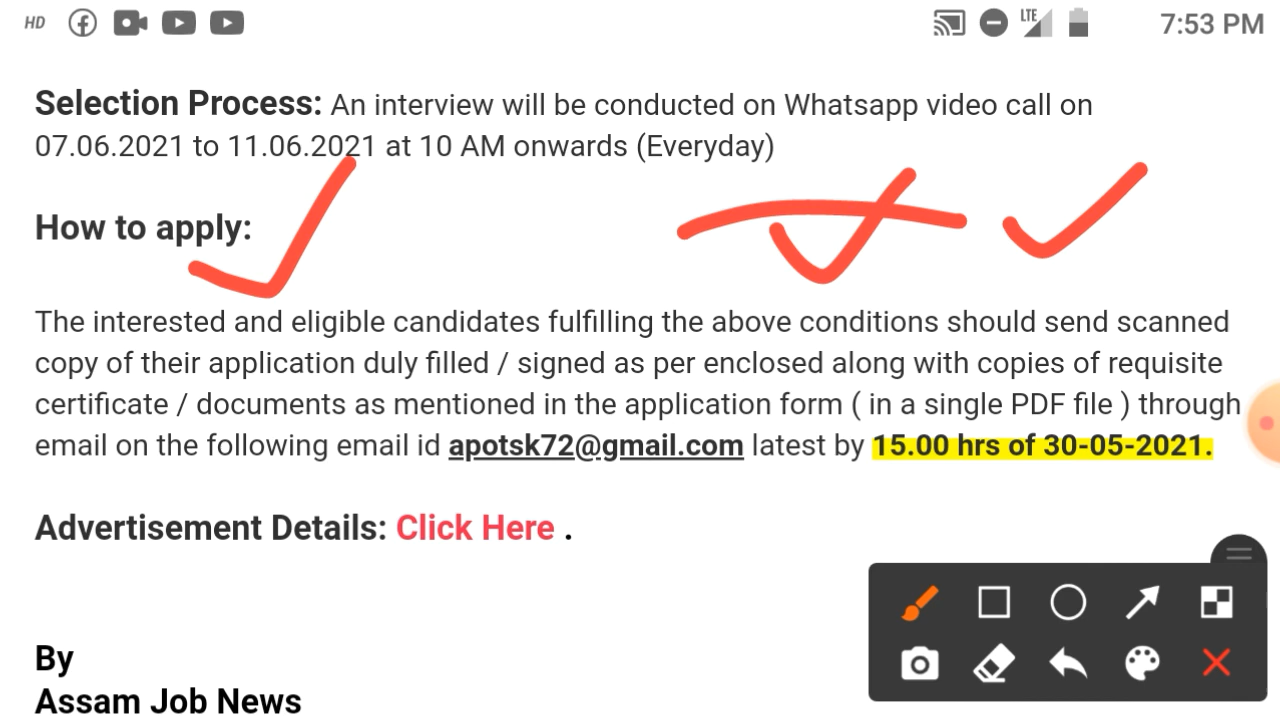 HD LTE 7:53 PM
Selection Process: An interview will be conducted on Whatsapp video call on
07.06.2021 to 11.06.2021 at 10 AM onwards (Everyday)
How to apply:
The interested and eligible candidates fulfilling the above conditions should send scanned
copy of their application duly filled / signed as per enclosed along with copies of requisite
certificate / documents as mentioned in the application form ( in a single PDF file ) through
email on the following email id apotsk72@gmail.com latest by 15.00 hrs of 30-05-2021.
Advertisement Details: Click Here .
By
Assam Job News